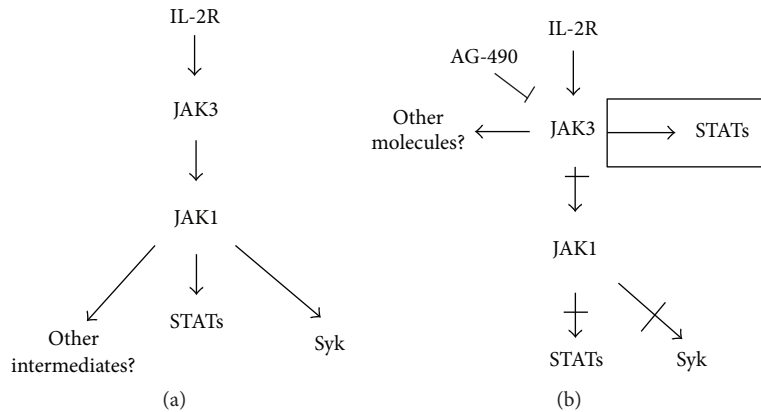 IL-2R
JAK3
JAK1
Other
intermediates?
STATs
Syk
(a)
IL-2R
AG-490
Other
molecules?
JAK3
STATs
JAK1
STATs
Syk
(b)